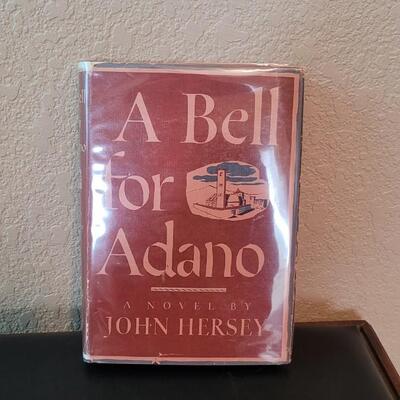 A Bell
for
Adano
A NOVEL BY
JOHN HERSEY